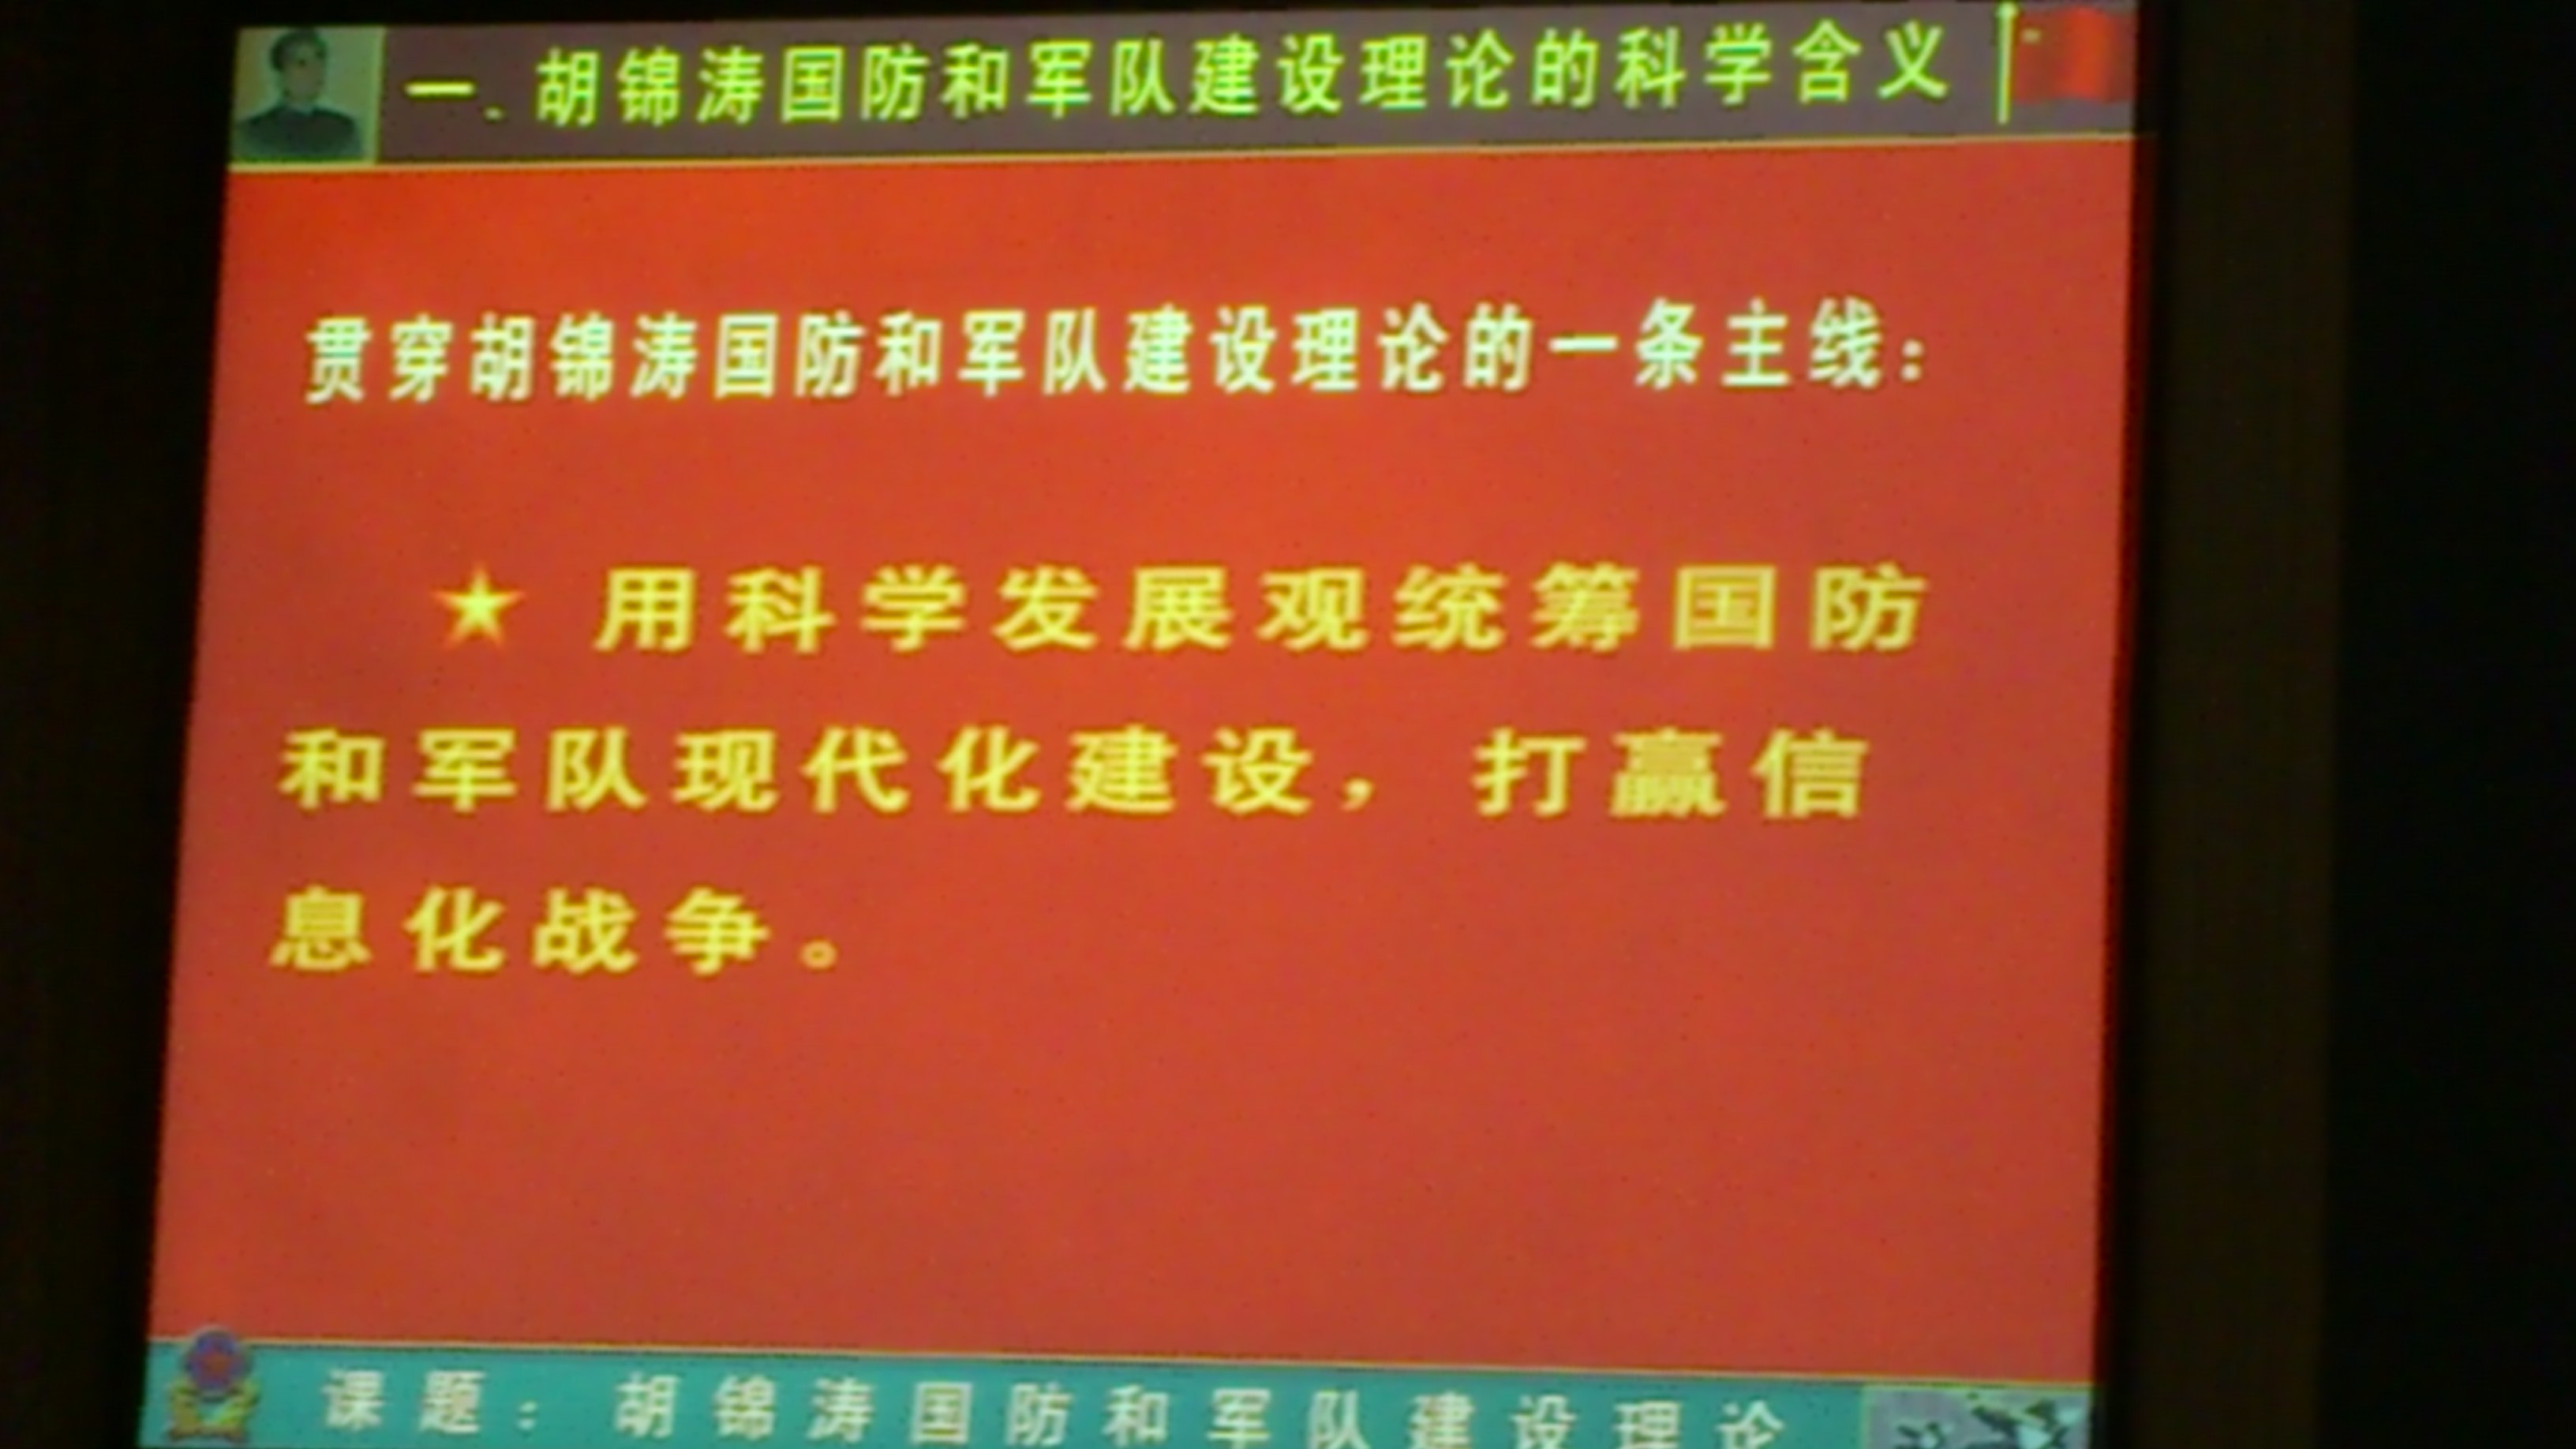 一.胡锦涛国防和军队建设理论的科学含义
贯穿胡锦涛国防和军队建设理论的一条主线：
★ 用科学发展观统筹国防
和军队现代化建设，打赢信
息化战争。
课题：胡锦涛国防和军队建设理论